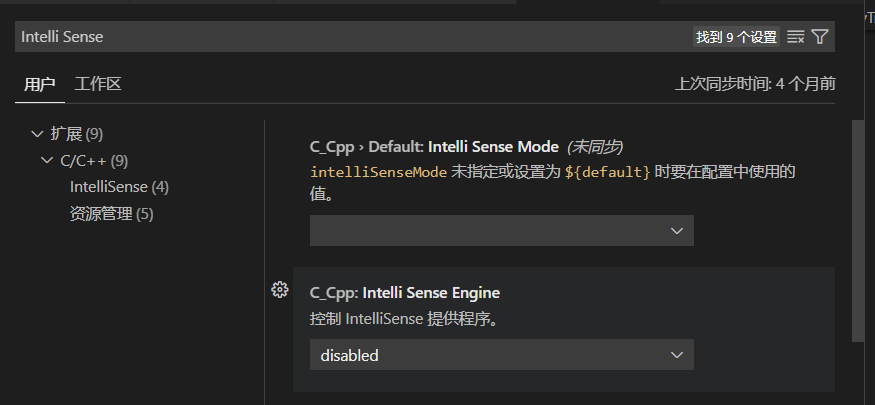 Intelli Sense
找到 9 个设置
用户
工作区
上次同步时间: 4 个月前
扩展 (9)
C/C++ (9)
IntelliSense (4)
资源管理 (5)
C_Cpp › Default: Intelli Sense Mode (未同步)
intelliSenseMode 未指定或设置为 ${default} 时要在配置中使用的
值。
C_Cpp: Intelli Sense Engine
控制 IntelliSense 提供程序。
disabled